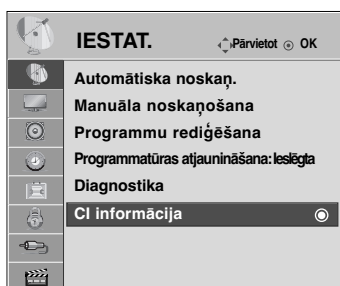 IESTAT. Pārvietot OK
Automātiska noskaņ.
Manuāla noskaņošana
Programmu rediģēšana
Programmatūras atjaunināšana: Ieslēgta
Diagnostika
CI informācija